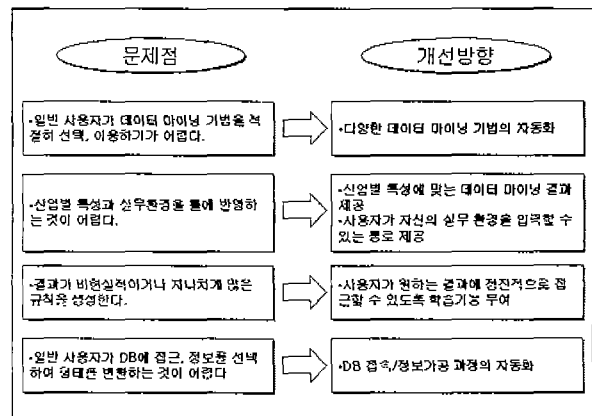 문제점
개선방향
•일반 사용자가 데이터 마이닝 기법을 적
절히 선택, 이용하기가 어렵다.
•다양한 데이터 마이닝 기법의 자동화
•산업별 특성과 실무환경을 툴에 반영하
는 것이 어렵다.
•산업별 특성에 맞는 데이터 마이닝 결과
제공
•사용자가 자신의 실무 환경을 입력할 수
있는 통로 제공
•결과가 비현실적이거나 지나치게 많은
규칙을 생성한다.
•사용자가 원하는 결과에 점진적으로 접
근할 수 있도록 학습기능 부여
•일반 사용자가 DB에 접근, 정보를 선택
하여 형태를 변환하는 것이 어렵다
•DB 접속/정보가공 과정의 자동화